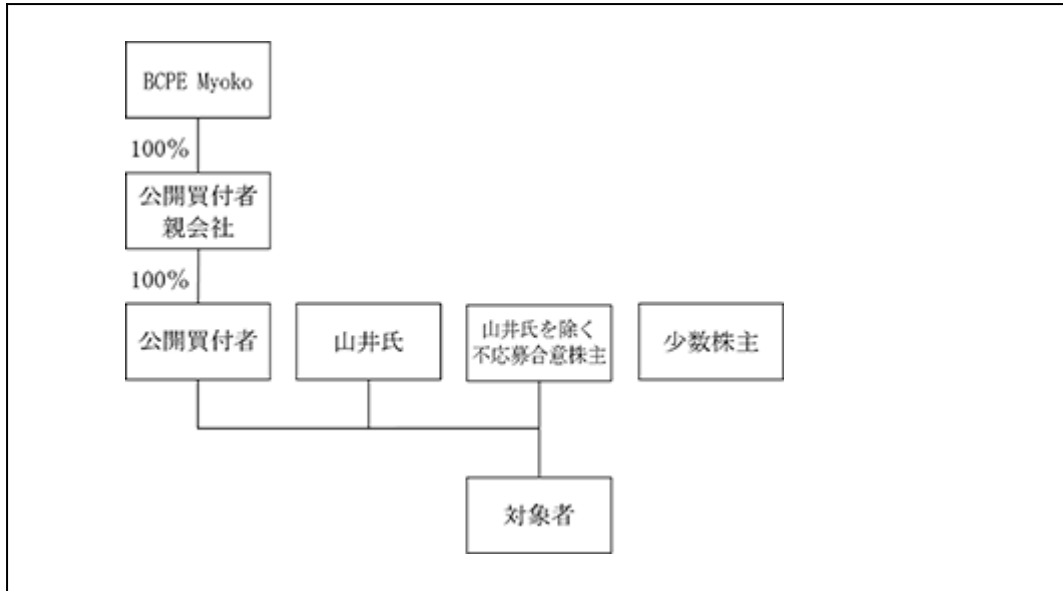 BCPE Myoko
100%
公開買付者
親会社
100%
公開買付者
山井氏
山井氏を除く
不応募合意株主
少数株主
対象者